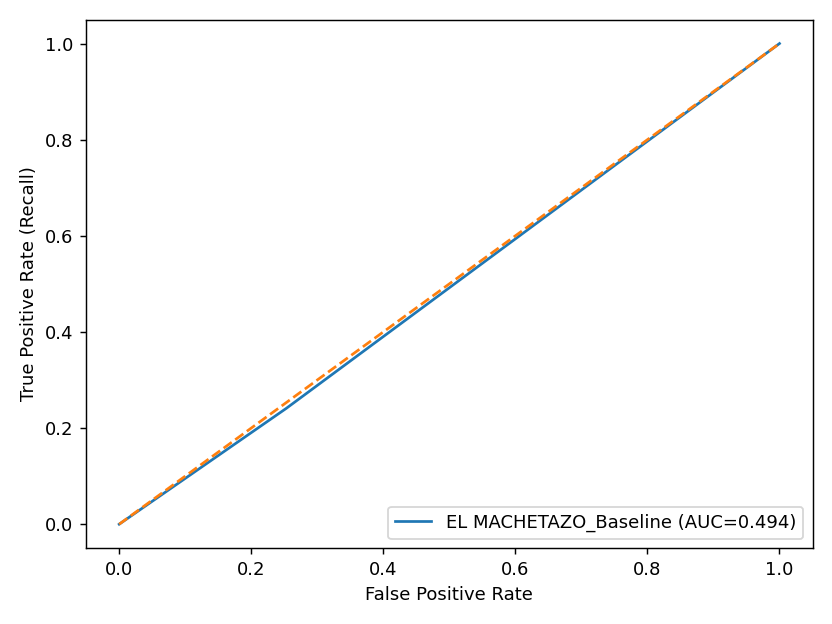 1.0
0.8
0.6
0.4
0.2
0.0
True Positive Rate (Recall)
EL MACHETAZO_Baseline (AUC=0.494)
0.0 0.2 0.4 0.6 0.8 1.0
False Positive Rate